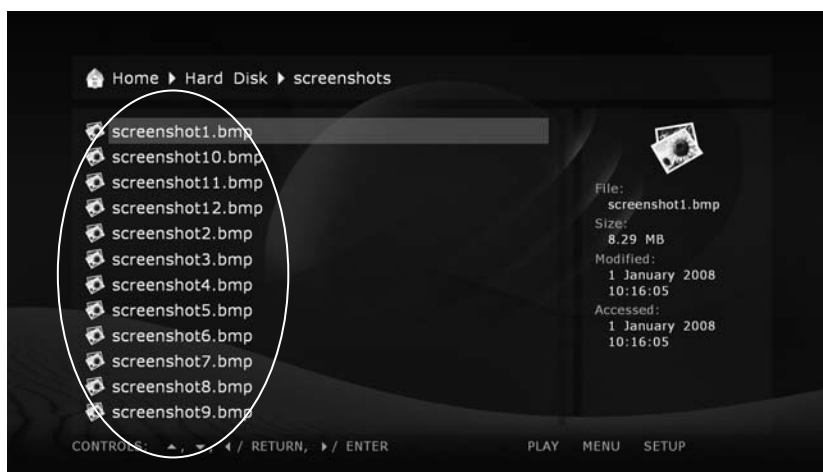 Home ▶ Hard Disk ▶ screenshots
screenshot1.bmp
screenshot10.bmp
screenshot11.bmp
screenshot12.bmp
screenshot2.bmp
screenshot3.bmp
screenshot4.bmp
screenshot5.bmp
screenshot6.bmp
screenshot7.bmp
screenshot8.bmp
screenshot9.bmp
File:
screenshot1.bmp
Size:
8.29 MB
Modified:
1 January 2008
10:16:05
Accessed:
1 January 2008
10:16:05
CONTROLS: ▲, ▼, ◀ / RETURN, ▶ / ENTER PLAY MENU SETUP